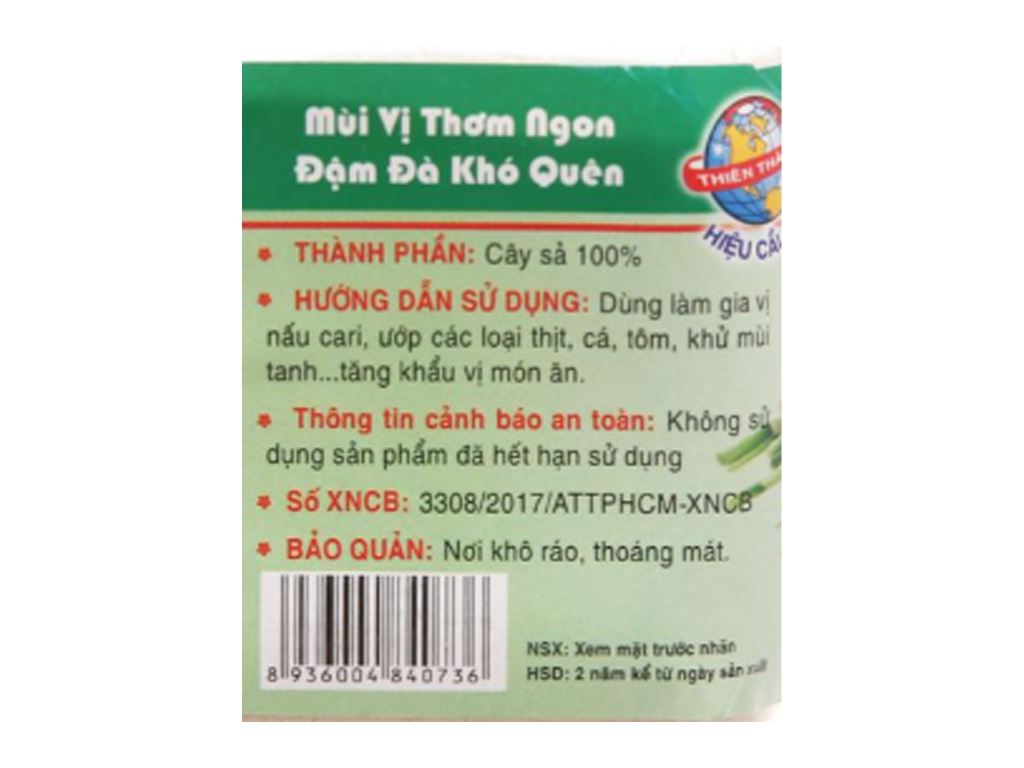 Mùi Vị Thơm Ngon
Đậm Đà Khó Quên
THIÊN
HIỆU
* THÀNH PHẦN: Cây sả 100%
* HƯỚNG DẪN SỬ DỤNG: Dùng làm gia vị
nấu cari, ướp các loại thịt, cá, tôm, khử mùi
tanh...tăng khẩu vị món ăn.
* Thông tin cảnh báo an toàn: Không sử
dụng sản phẩm đã hết hạn sử dụng
* Số XNCB: 3308/2017/ATTPHCM-XNCB
* BẢO QUẢN: Nơi khô ráo, thoáng mát.
8 936004 840736
NSX: Xem mặt trước nhãn
HSD: 2 năm kể từ ngày sản xuất